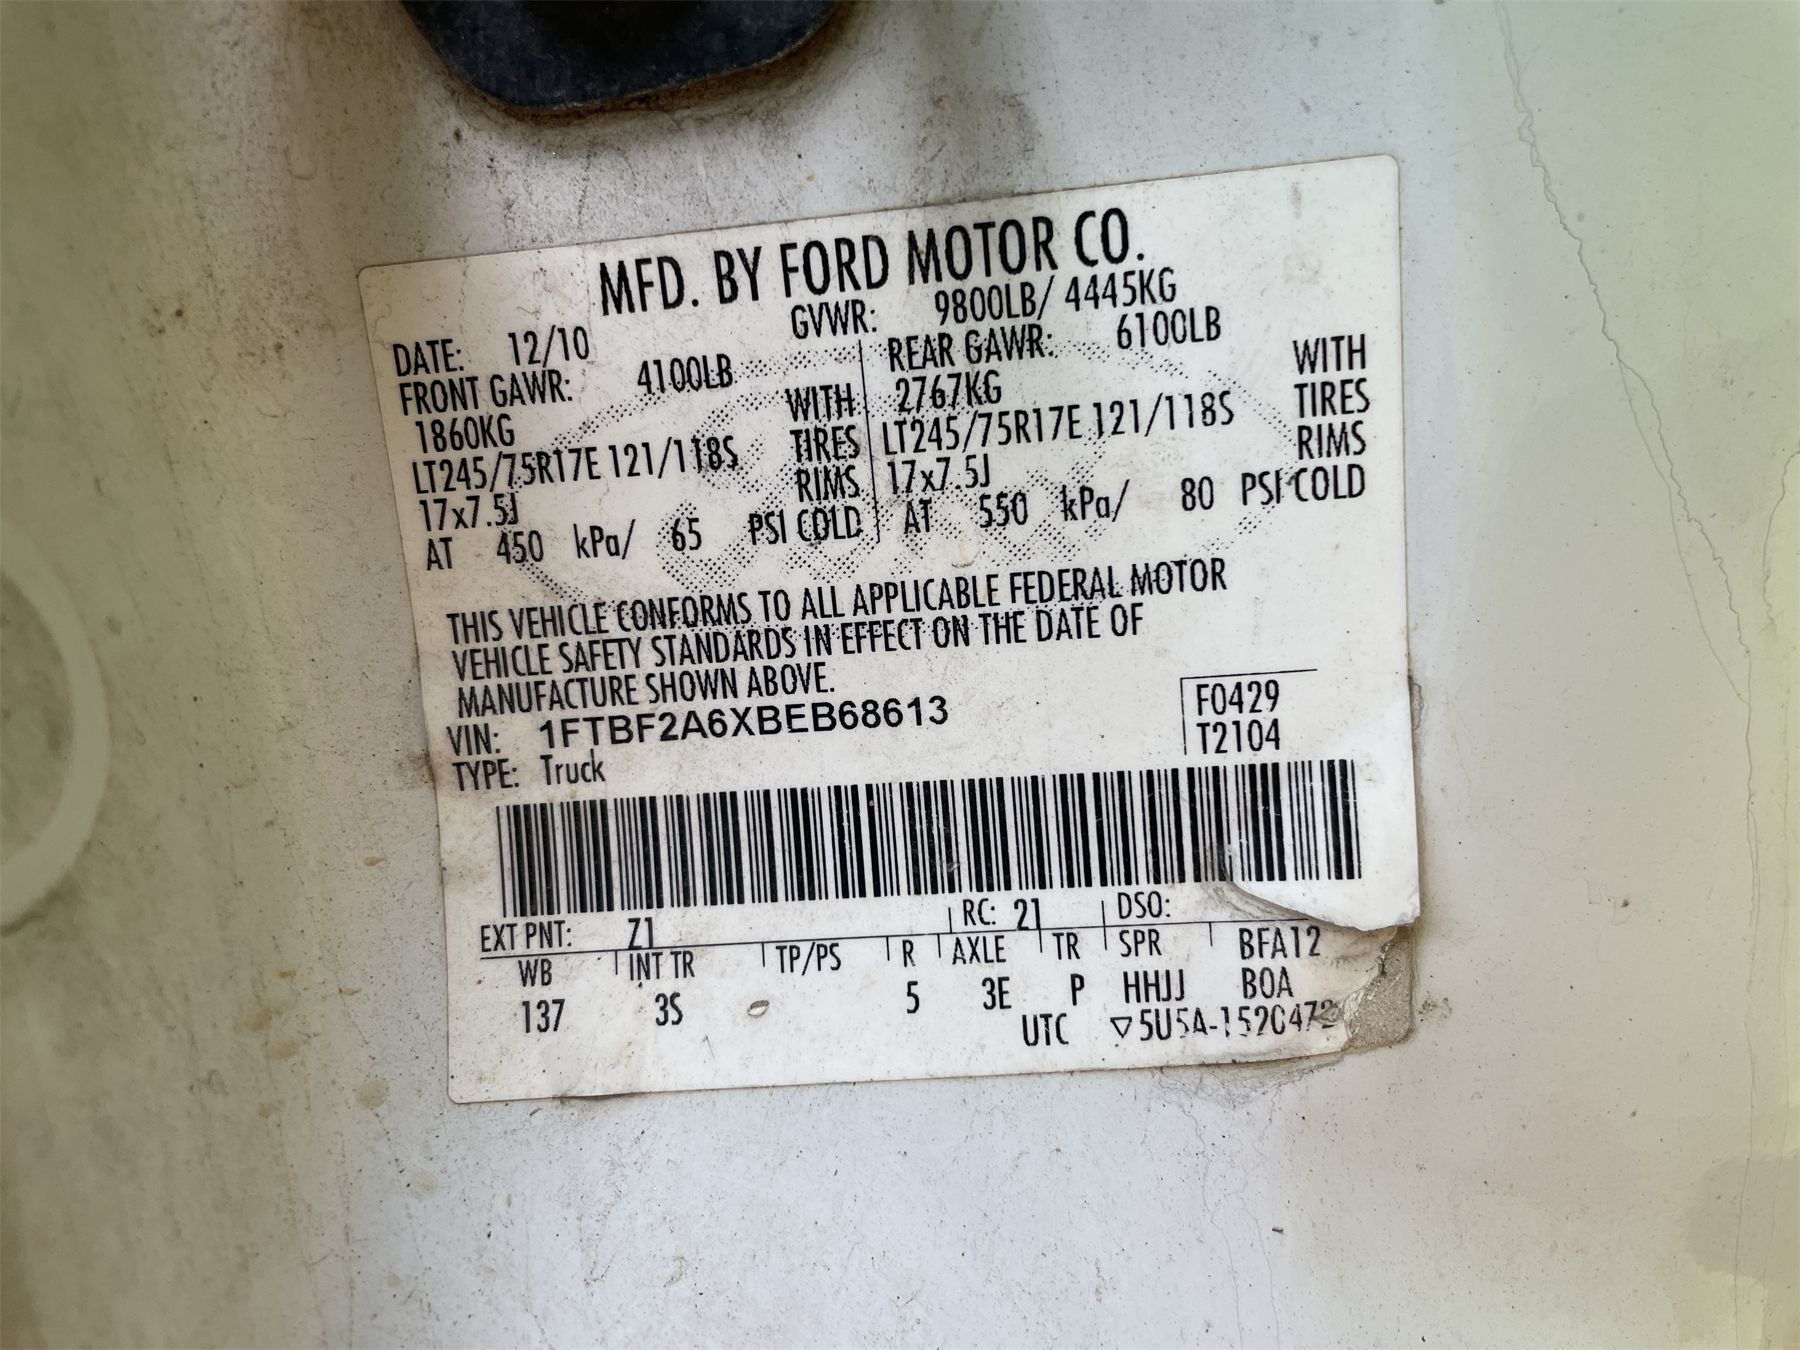 MFD. BY FORD MOTOR CO.
DATE: 12/10 GVWR: 9800LB/ 4445KG
FRONT GAWR: 4100LB REAR GAWR: 6100LB
1860KG WITH 2767KG WITH
LT245/75R17E 121/118S TIRES LT245/75R17E 121/118S TIRES
17x7.5J RIMS 17x7.5J RIMS
AT 450 kPa/ 65 PSI COLD AT 550 kPa/ 80 PSI COLD
THIS VEHICLE CONFORMS TO ALL APPLICABLE FEDERAL MOTOR
VEHICLE SAFETY STANDARDS IN EFFECT ON THE DATE OF
MANUFACTURE SHOWN ABOVE.
VIN: 1FTBF2A6XBEB68613 F0429
TYPE: Truck T2104
EXT PNT: Z1 RC: 21 DSO:
WB INT TR TP/PS R AXLE TR SPR BFA12
137 3S 5 3E P HHJJ BOA
UTC ▽